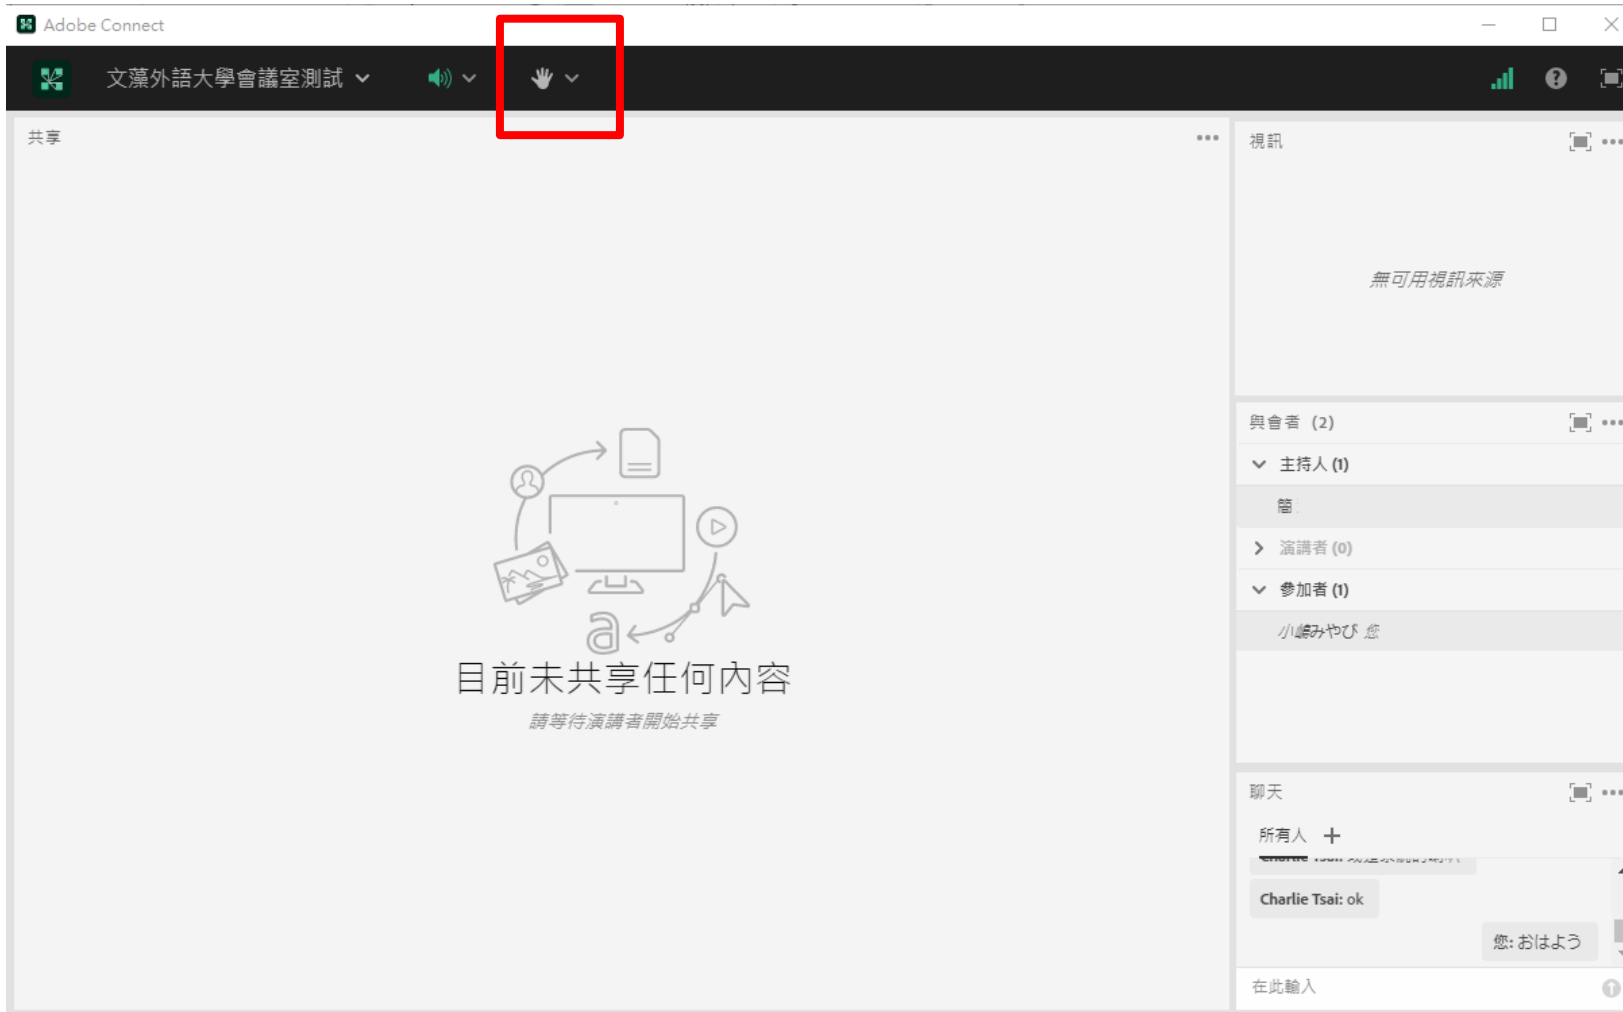 Adobe Connect
文藻外語大學會議室測試
共享
視訊
無可用視訊來源
與會者 (2)
主持人 (1)
簡
演講者 (0)
參加者 (1)
小嶋みやび 您
目前未共享任何內容
請等待演講者開始共享
聊天
所有人
Charlie Tsai: ok
您: おはよう
在此輸入